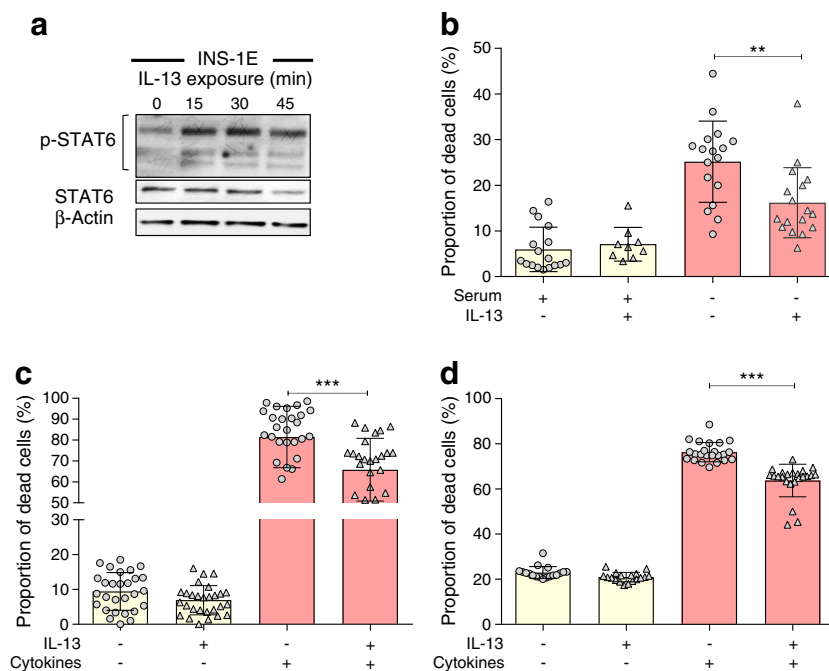 a
INS-1E
IL-13 exposure (min)
0 15 30 45
p-STAT6
STAT6
β-Actin
b
Proportion of dead cells (%)
50
40
30
20
10
0
**
Serum + + - -
IL-13 - + - +
c
Proportion of dead cells (%)
100
90
80
70
60
50
30
20
10
0
***
IL-13 - + - +
Cytokines - - + +
d
Proportion of dead cells (%)
100
80
60
40
20
0
***
IL-13 - + - +
Cytokines - - + +